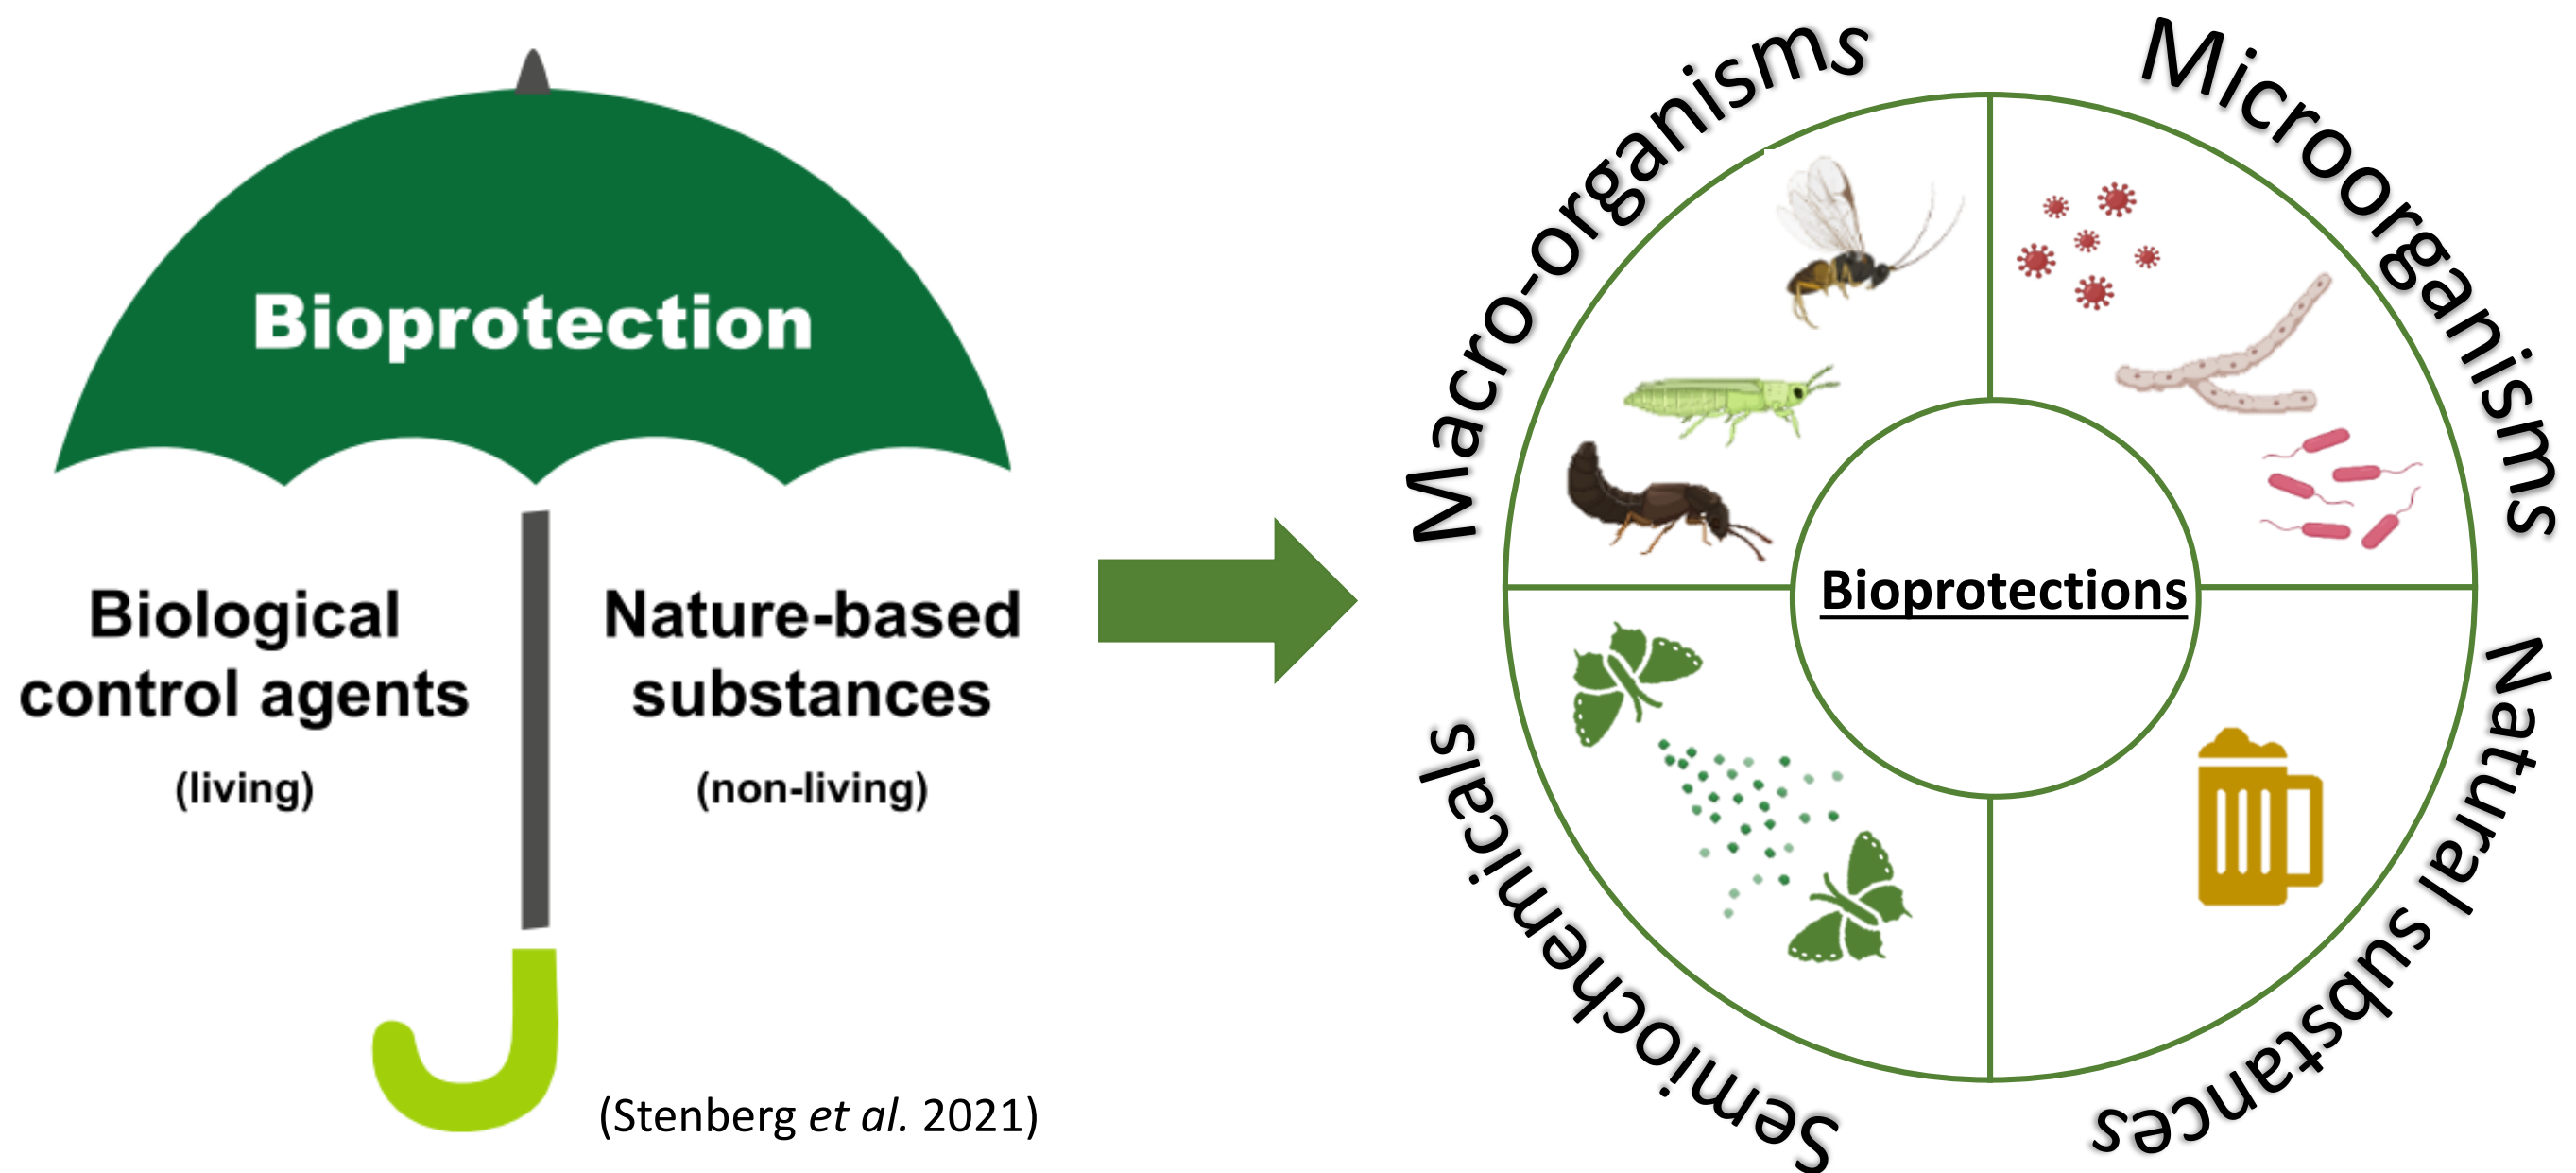 Bioprotection
Biological
control agents
(living)
Nature-based
substances
(non-living)
(Stenberg et al. 2021)
Macro-organisms
Microorganisms
Bioprotections
Semiochemicals
Natural substances